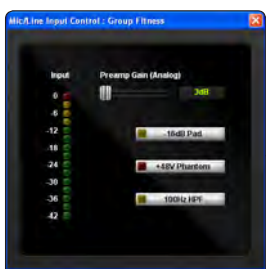 Mic/Line Input Control : Group Fitness
Input
Preamp Gain (Analog)
0
3dB
-6
-12
-16dB Pad
-18
-24
+48V Phantom
-30
-36
100Hz HPF
-42